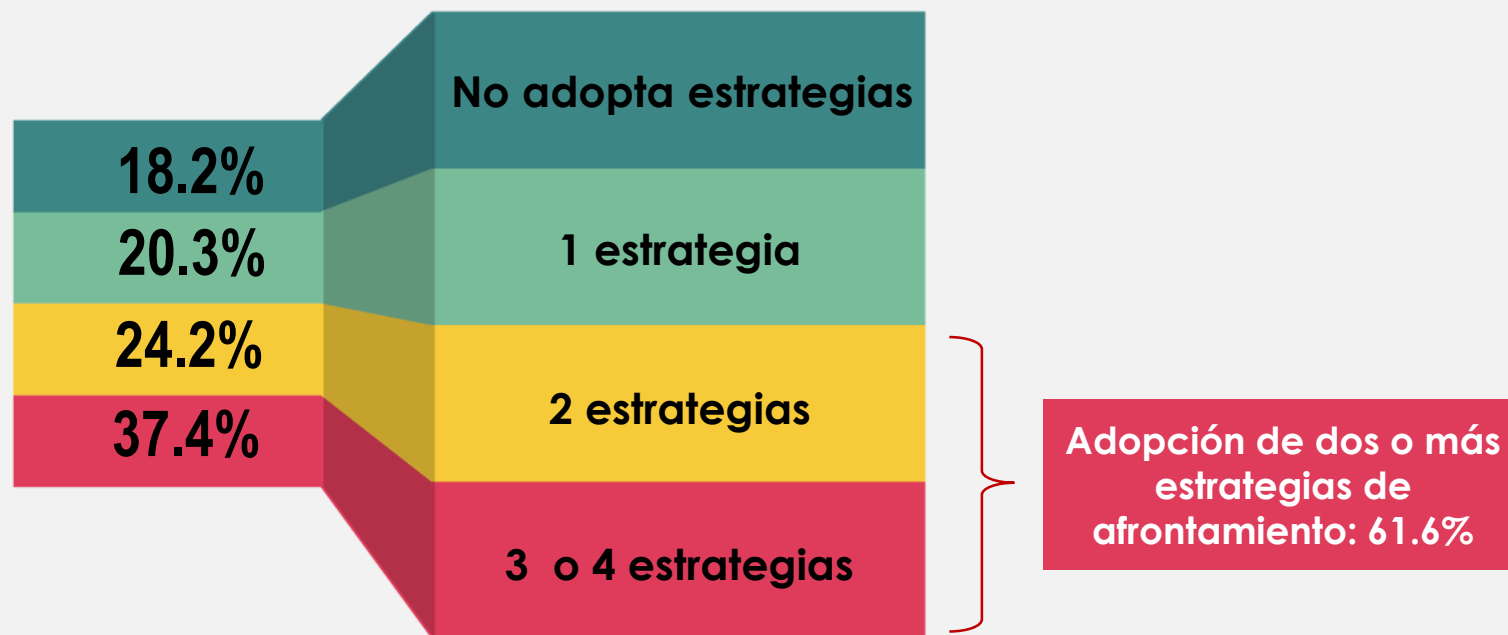 18.2%
No adopta estrategias
20.3%
1 estrategia
24.2%
2 estrategias
37.4%
3 o 4 estrategias
Adopción de dos o más
estrategias de
afrontamiento: 61.6%